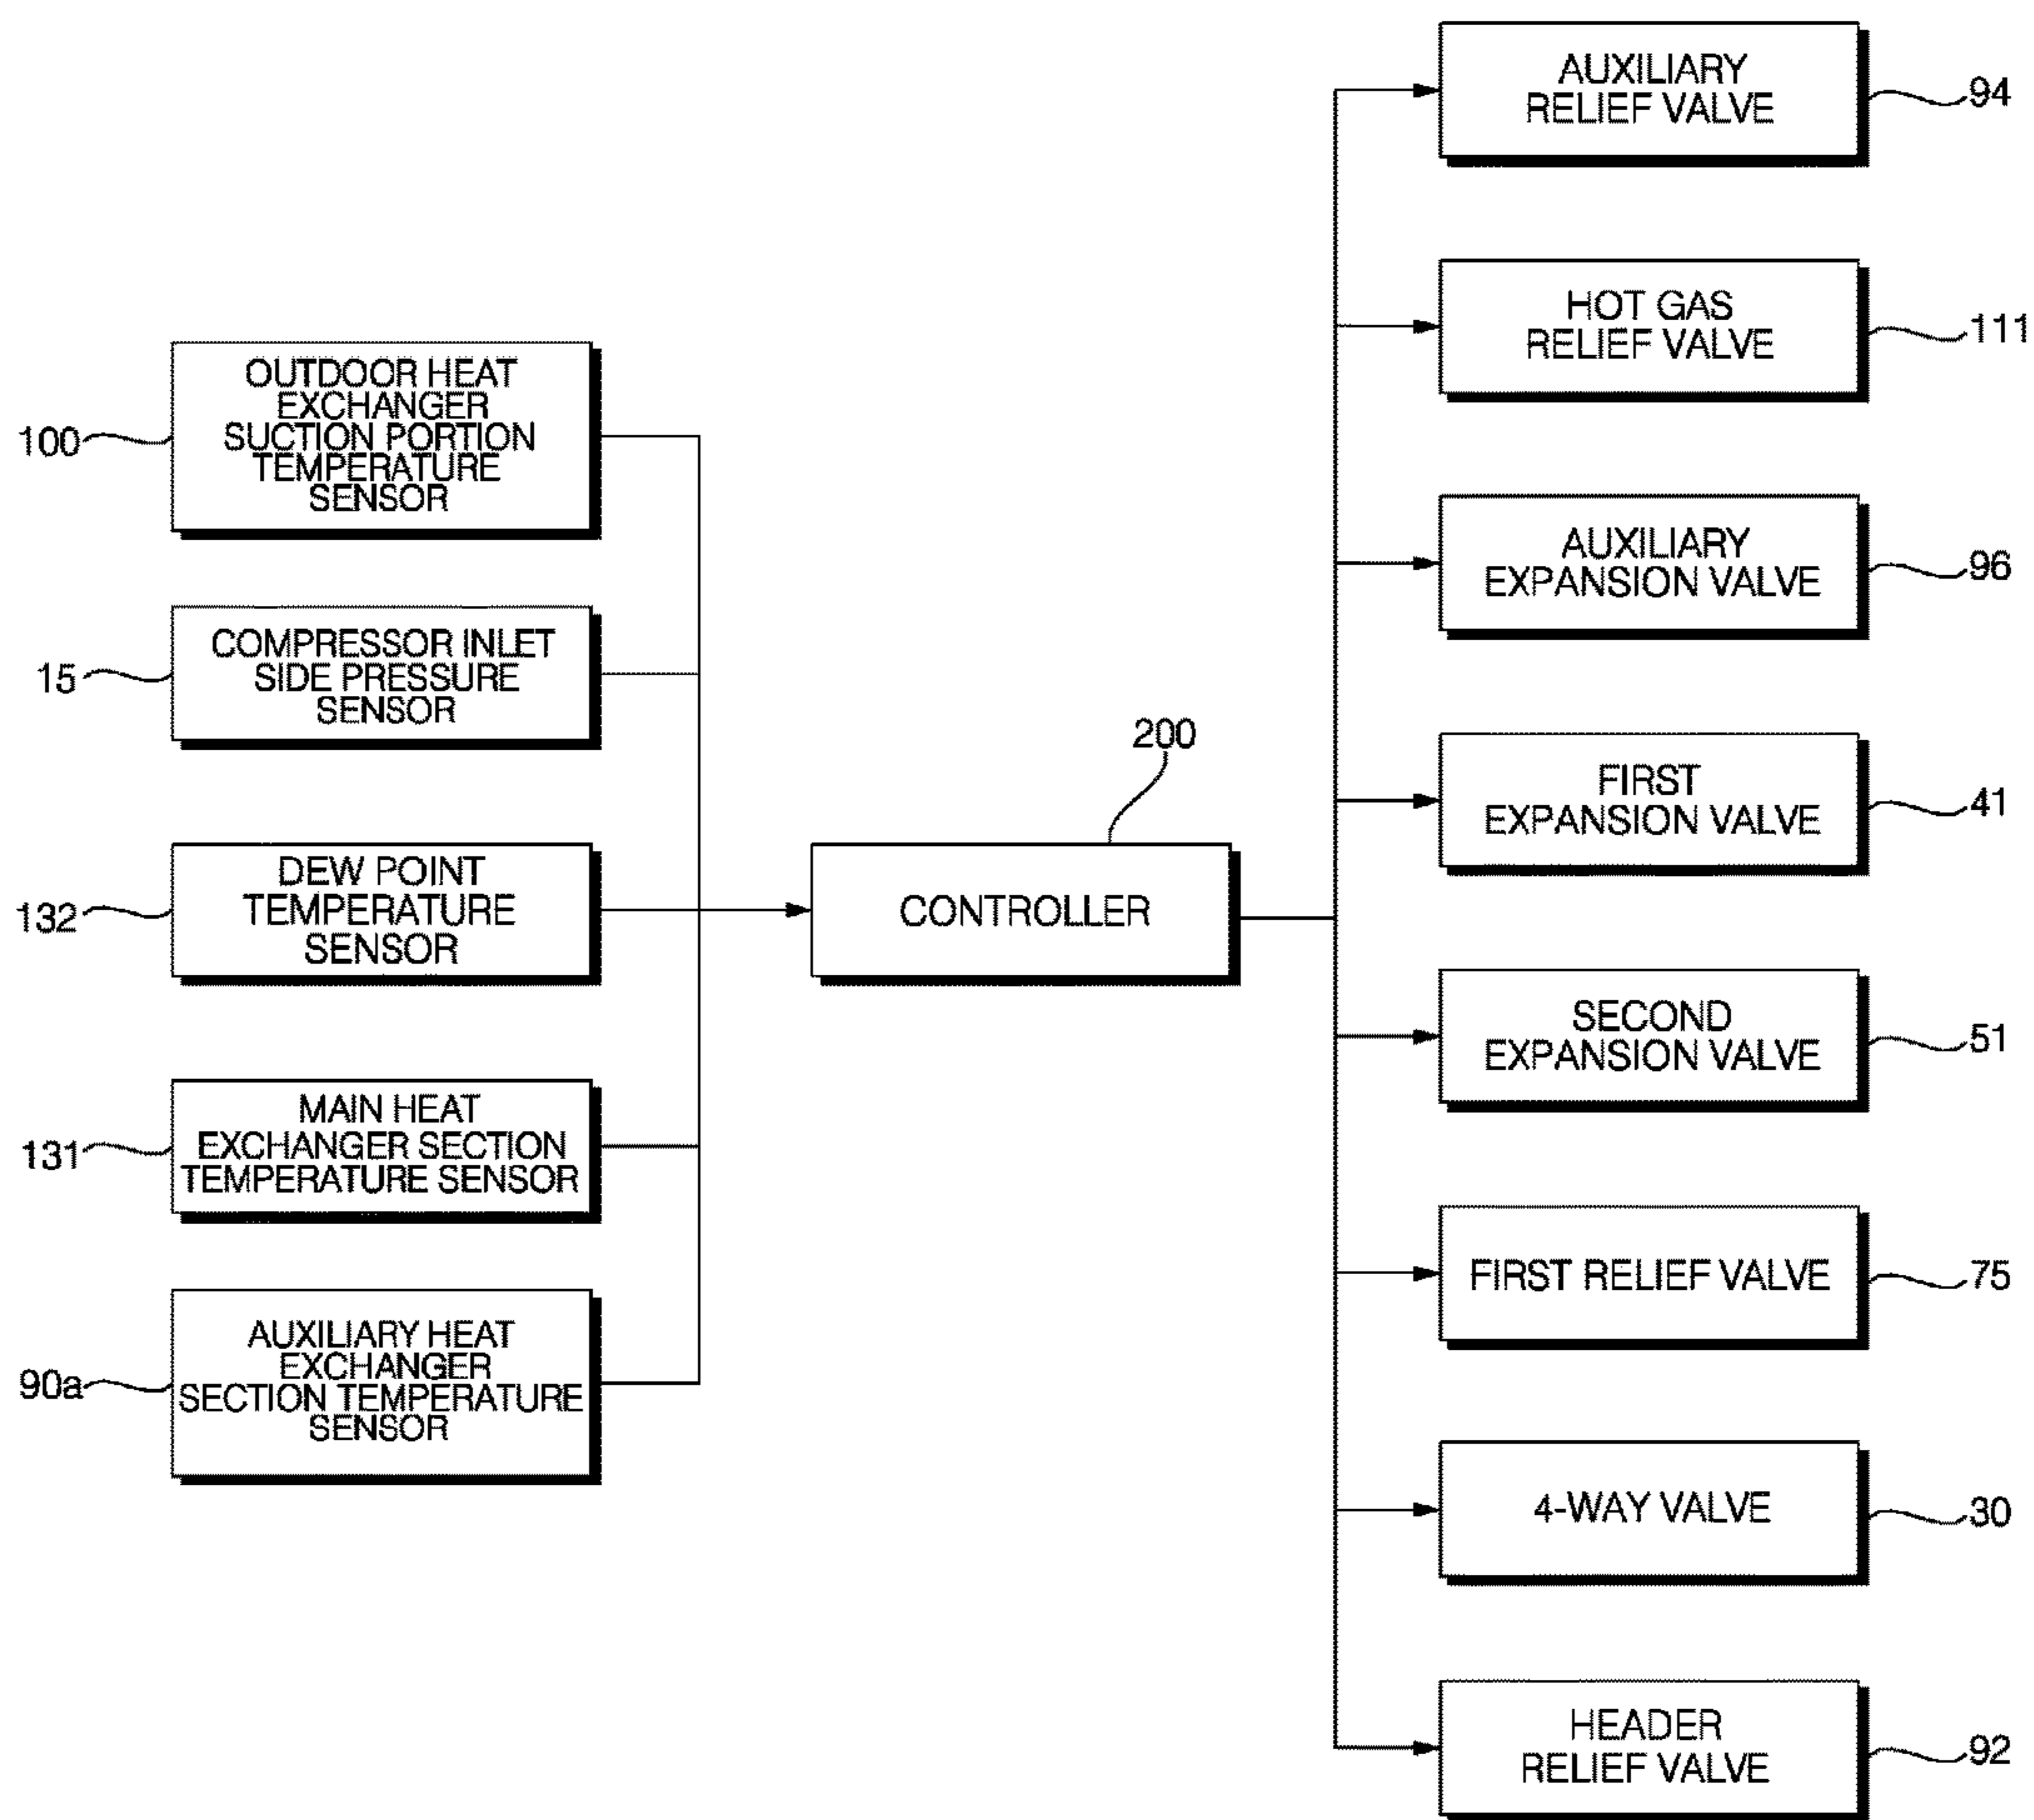 100
OUTDOOR HEAT
EXCHANGER
SUCTION PORTION
TEMPERATURE
SENSOR
15
COMPRESSOR INLET
SIDE PRESSURE
SENSOR
132
DEW POINT
TEMPERATURE
SENSOR
131
MAIN HEAT
EXCHANGER SECTION
TEMPERATURE SENSOR
90a
AUXILIARY HEAT
EXCHANGER
SECTION TEMPERATURE
SENSOR
200
CONTROLLER
AUXILIARY
RELIEF VALVE
94
HOT GAS
RELIEF VALVE
111
AUXILIARY
EXPANSION VALVE
96
FIRST
EXPANSION VALVE
41
SECOND
EXPANSION VALVE
51
FIRST RELIEF VALVE
75
4-WAY VALVE
30
HEADER
RELIEF VALVE
92